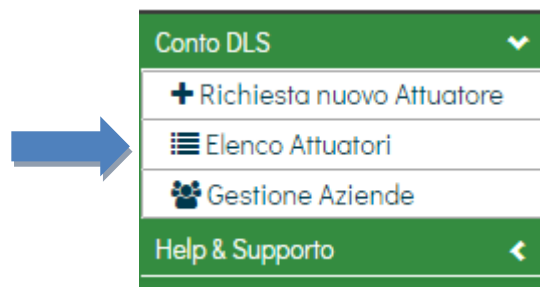 Conto DLS
Richiesta nuovo Attuatore
Elenco Attuatori
Gestione Aziende
Help & Supporto